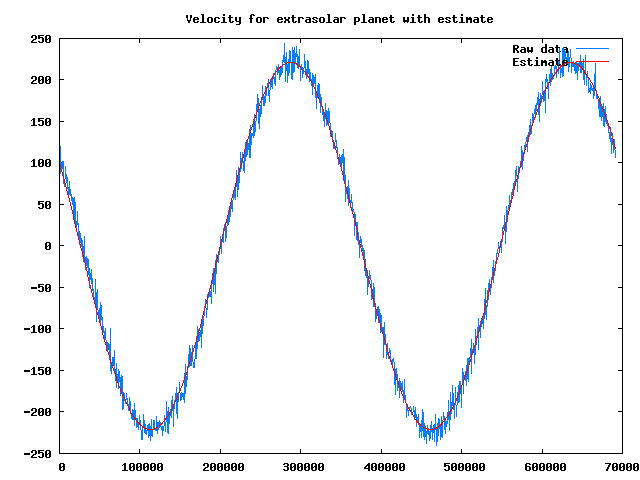 Velocity for extrasolar planet with estimate
Raw data
Estimate
250
200
150
100
50
0
-50
-100
-150
-200
-250
0 100000 200000 300000 400000 500000 600000 70000